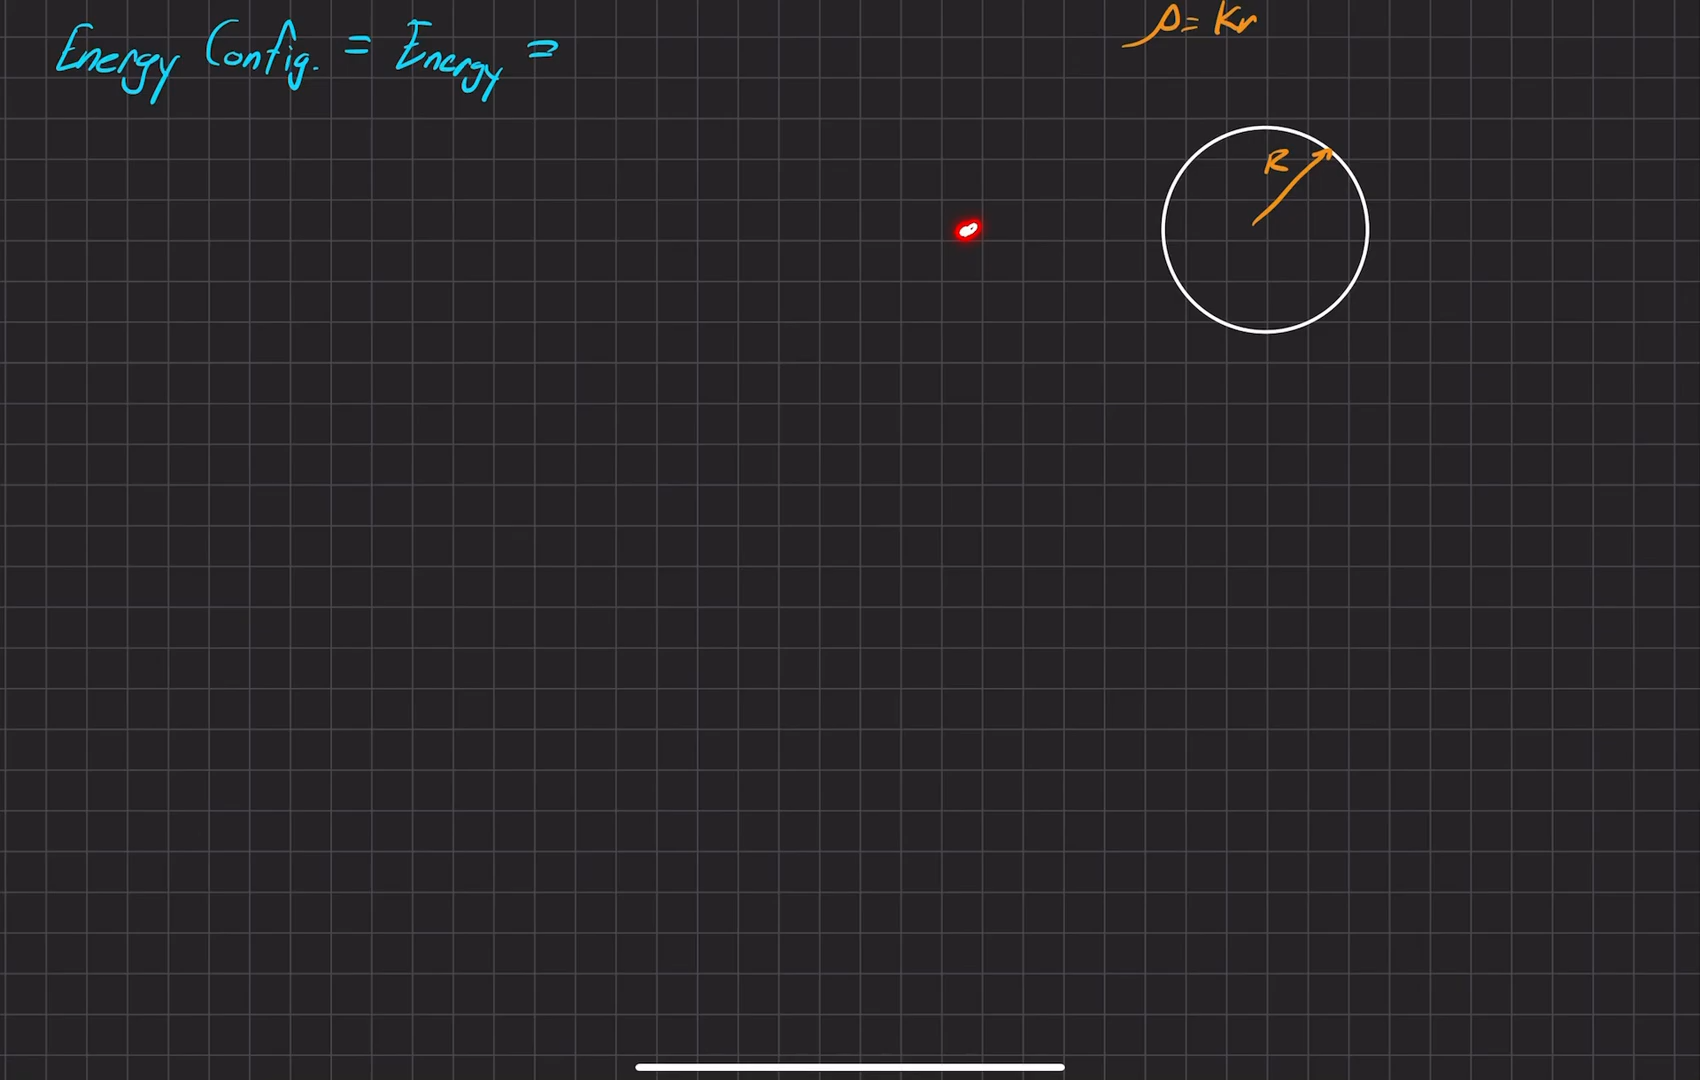 Energy Config. = Energy =
ρ = kr
R